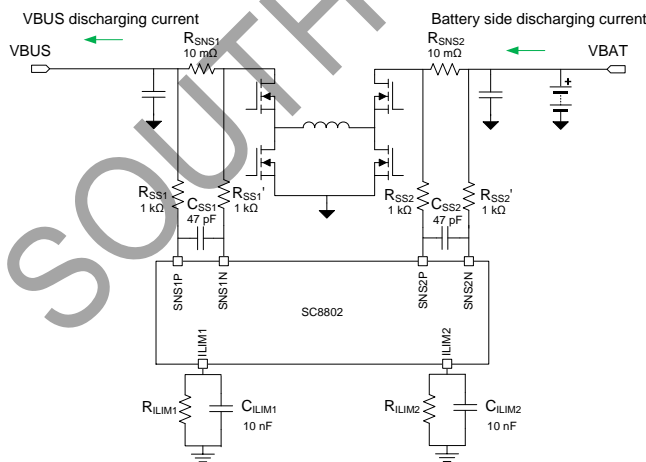 VBUS discharging current
Battery side discharging current
VBUS
RSNS1
10 mΩ
RSNS2
10 mΩ
VBAT
RSS1
1 kΩ
CSS1
47 pF
RSS1'
1 kΩ
RSS2
1 kΩ
CSS2
47 pF
RSS2'
1 kΩ
SNS1P
SNS1N
SNS2P
SNS2N
SC8802
ILIM1
ILIM2
RILIM1
CILIM1
10 nF
RILIM2
CILIM2
10 nF
SOUTH